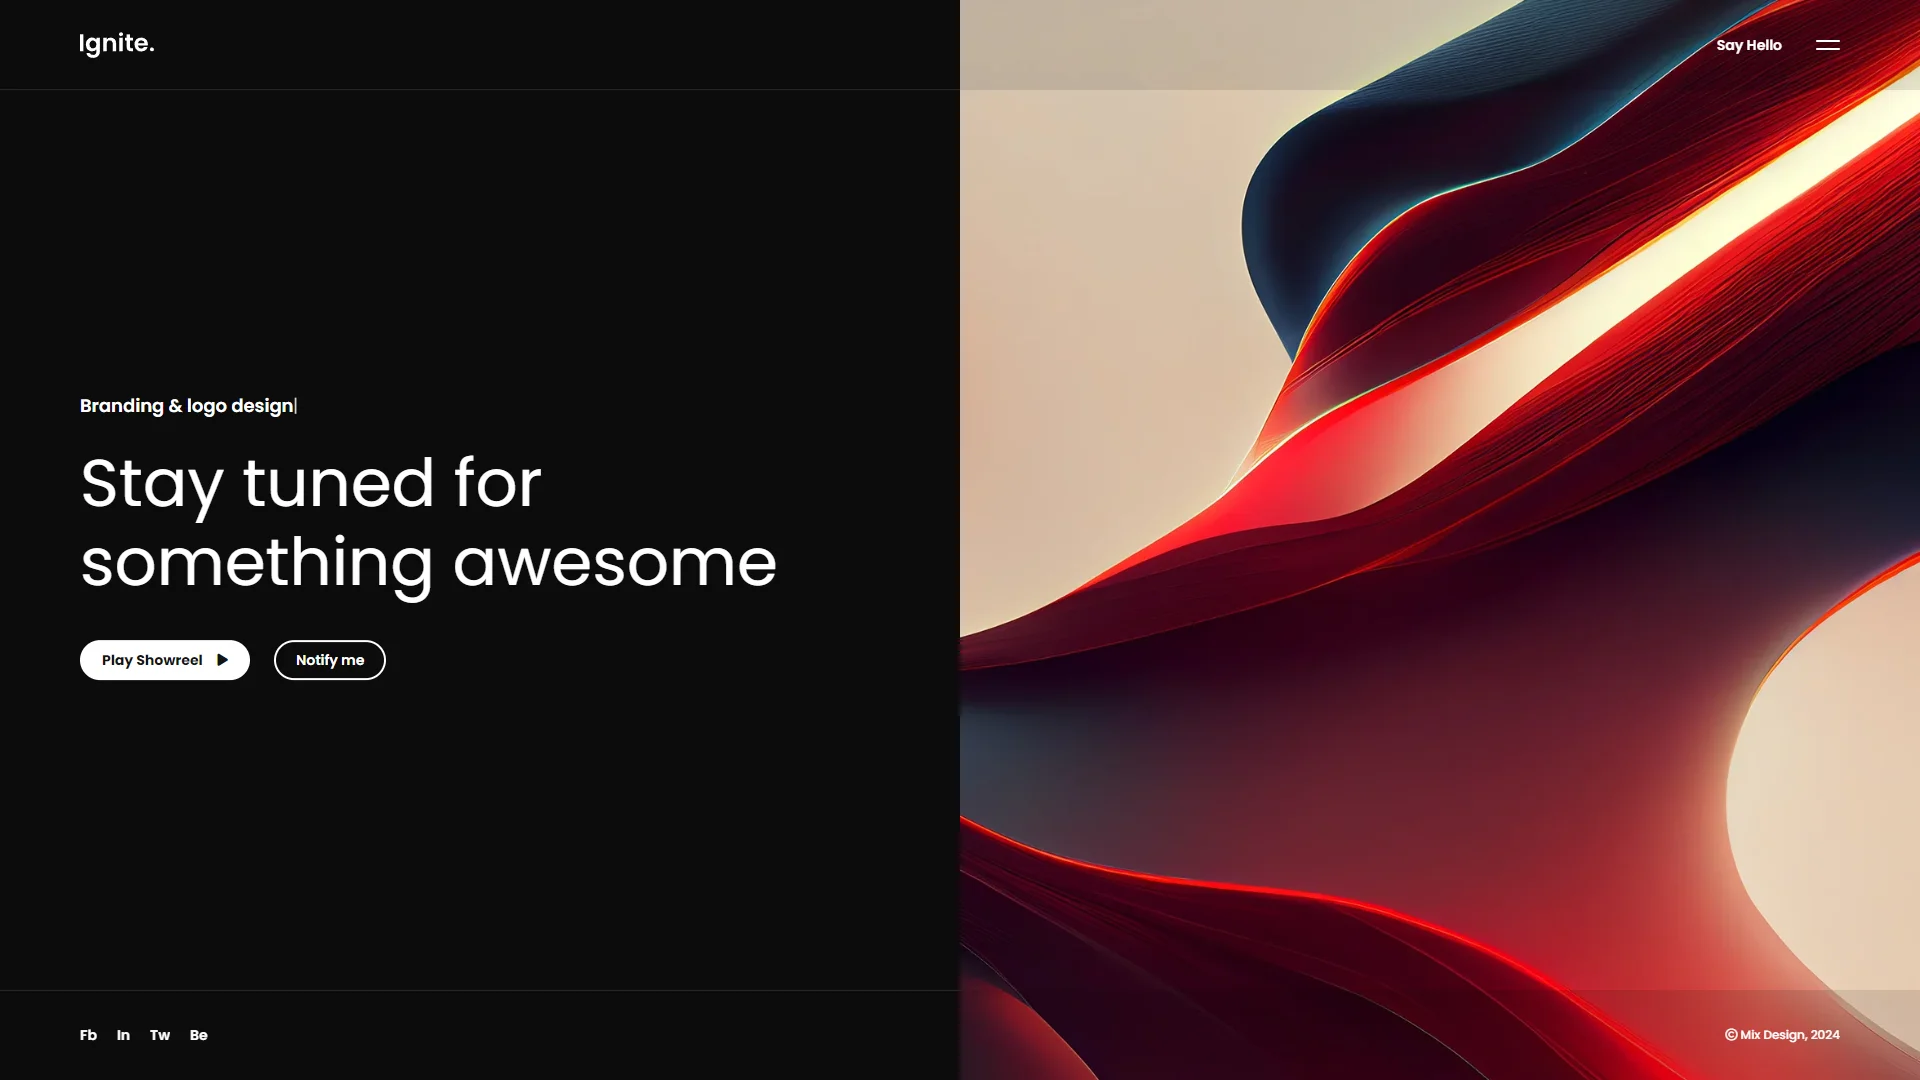 Ignite.
Say Hello
Branding & logo design
Stay tuned for
something awesome
Play Showreel
Notify me
Fb In Tw Be
© Mix Design, 2024